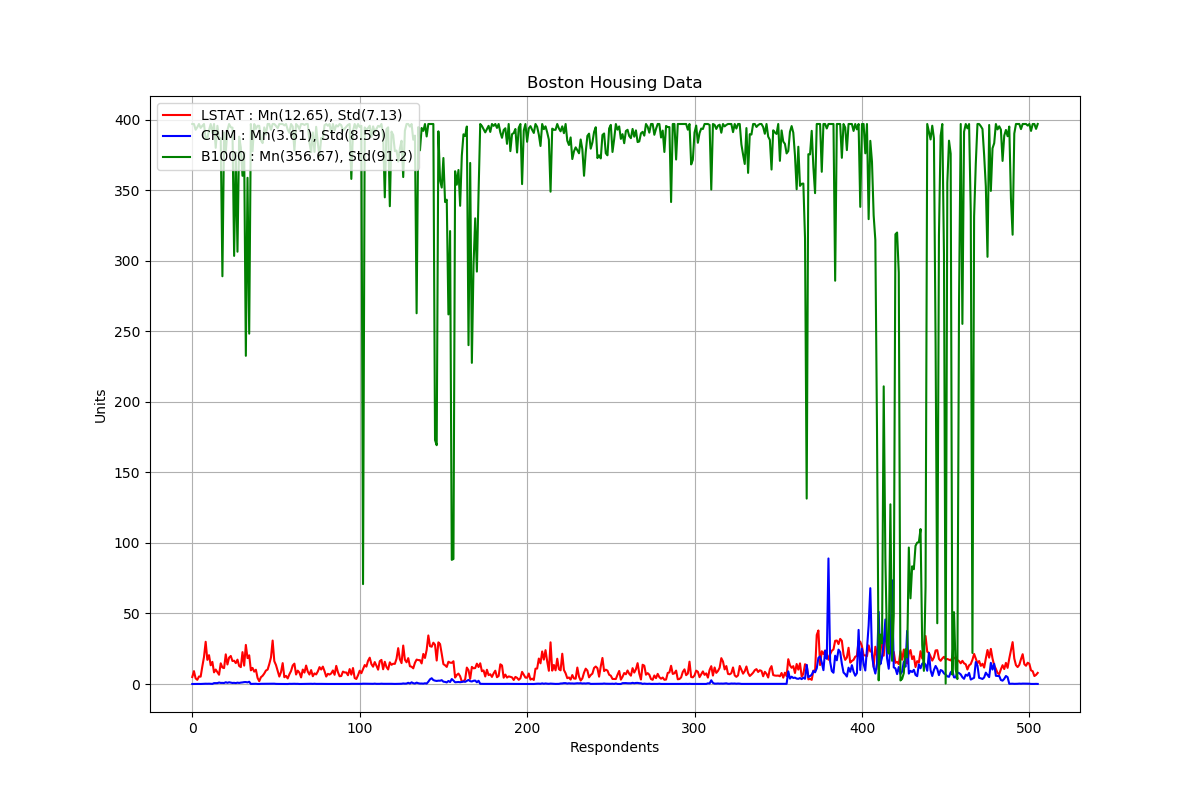 Boston Housing Data
LSTAT : Mn(12.65), Std(7.13)
CRIM : Mn(3.61), Std(8.59)
B1000 : Mn(356.67), Std(91.2)
400
350
300
250
200
150
100
50
0
Units
0 100 200 300 400 500
Respondents